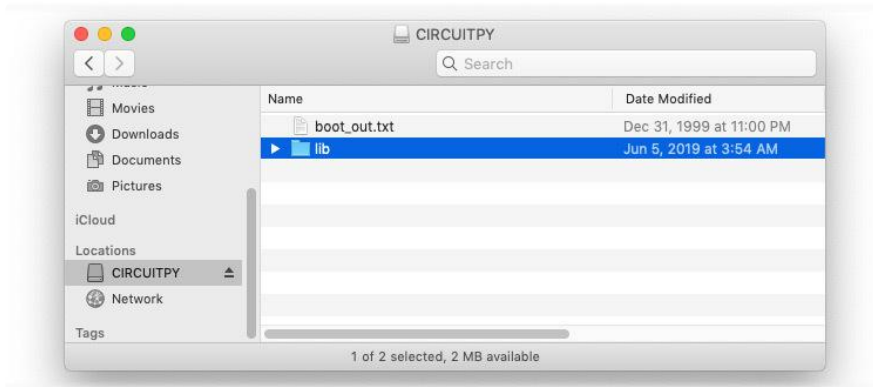 CIRCUITPY
Search
Name Date Modified
Movies
Downloads
Documents
Pictures
iCloud
Locations
CIRCUITPY
Network
Tags
boot_out.txt Dec 31, 1999 at 11:00 PM
lib Jun 5, 2019 at 3:54 AM
1 of 2 selected, 2 MB available